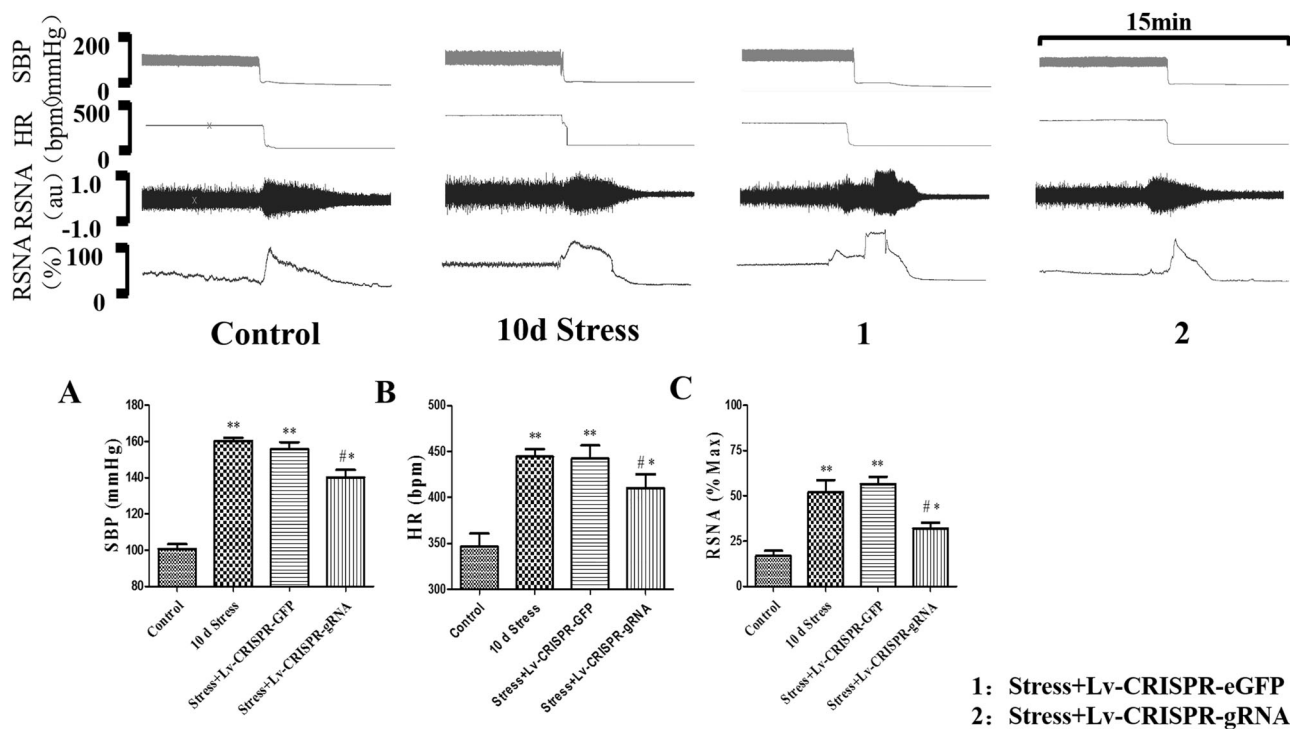 15min
SBP
(mmHg)
200
0
HR
(bpm)
500
0
RSNA
(au)
1.0
-1.0
RSNA
(%)
100
0
Control
10d Stress
1
2
A
SBP (mmHg)
180
160
140
120
100
80
**
**
# *
Control
10 d Stress
Stress+Lv-CRISPR-GFP
Stress+Lv-CRISPR-gRNA
B
HR (bpm)
500
450
400
350
300
**
**
# *
Control
10 d Stress
Stress+Lv-CRISPR-GFP
Stress+Lv-CRISPR-gRNA
C
RSNA (%Max)
100
75
50
25
0
**
**
# *
Control
10 d Stress
Stress+Lv-CRISPR-GFP
Stress+Lv-CRISPR-gRNA
1: Stress+Lv-CRISPR-eGFP
2: Stress+Lv-CRISPR-gRNA